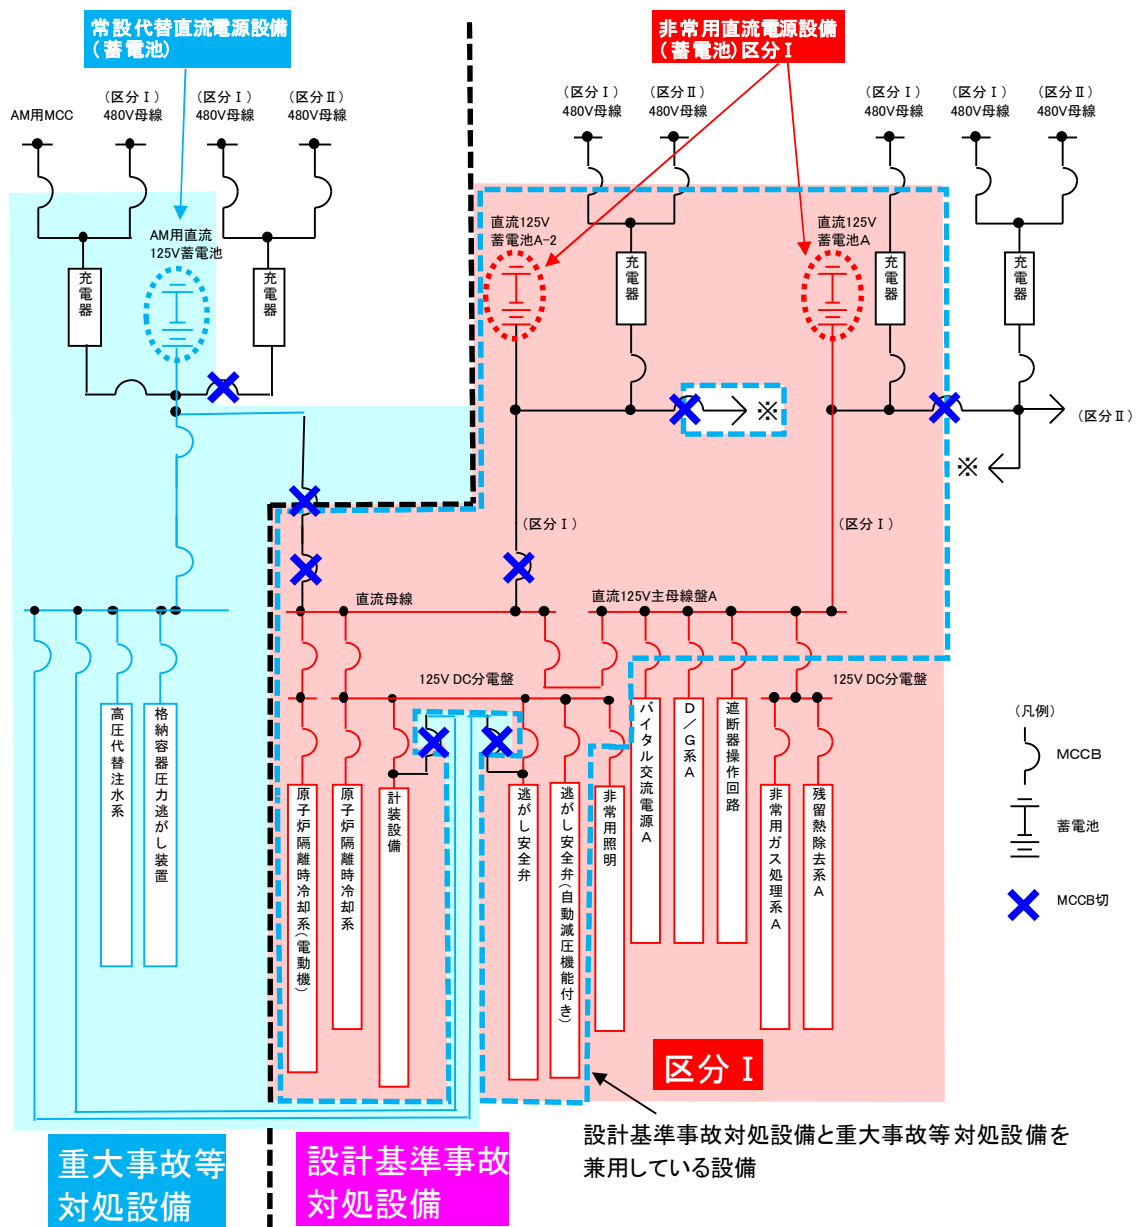 常設代替直流電源設備
(蓄電池)
非常用直流電源設備
(蓄電池)区分Ⅰ
AM用MCC
(区分Ⅰ)
480V母線
(区分Ⅰ)
480V母線
(区分Ⅱ)
480V母線
(区分Ⅰ)
480V母線
(区分Ⅱ)
480V母線
(区分Ⅰ)
480V母線
(区分Ⅰ)
480V母線
(区分Ⅱ)
480V母線
AM用直流
125V蓄電池
直流125V
蓄電池A-2
直流125V
蓄電池A
充電器
充電器
充電器
充電器
充電器
※
(区分Ⅱ)
※
(区分Ⅰ)
(区分Ⅰ)
直流母線
直流125V主母線盤A
125V DC分電盤
125V DC分電盤
高圧代替注水系
格納容器圧力逃がし装置
原子炉隔離時冷却系(電動機)
原子炉隔離時冷却系
計装設備
逃がし安全弁
逃がし安全弁(自動減圧機能付き)
非常用照明
バイタル交流電源A
D/G系A
遮断器操作回路
非常用ガス処理系A
残留熱除去系A
(凡例)
MCCB
蓄電池
MCCB切
区分Ⅰ
設計基準事故対処設備と重大事故等対処設備を
兼用している設備
重大事故等
対処設備
設計基準事故
対処設備